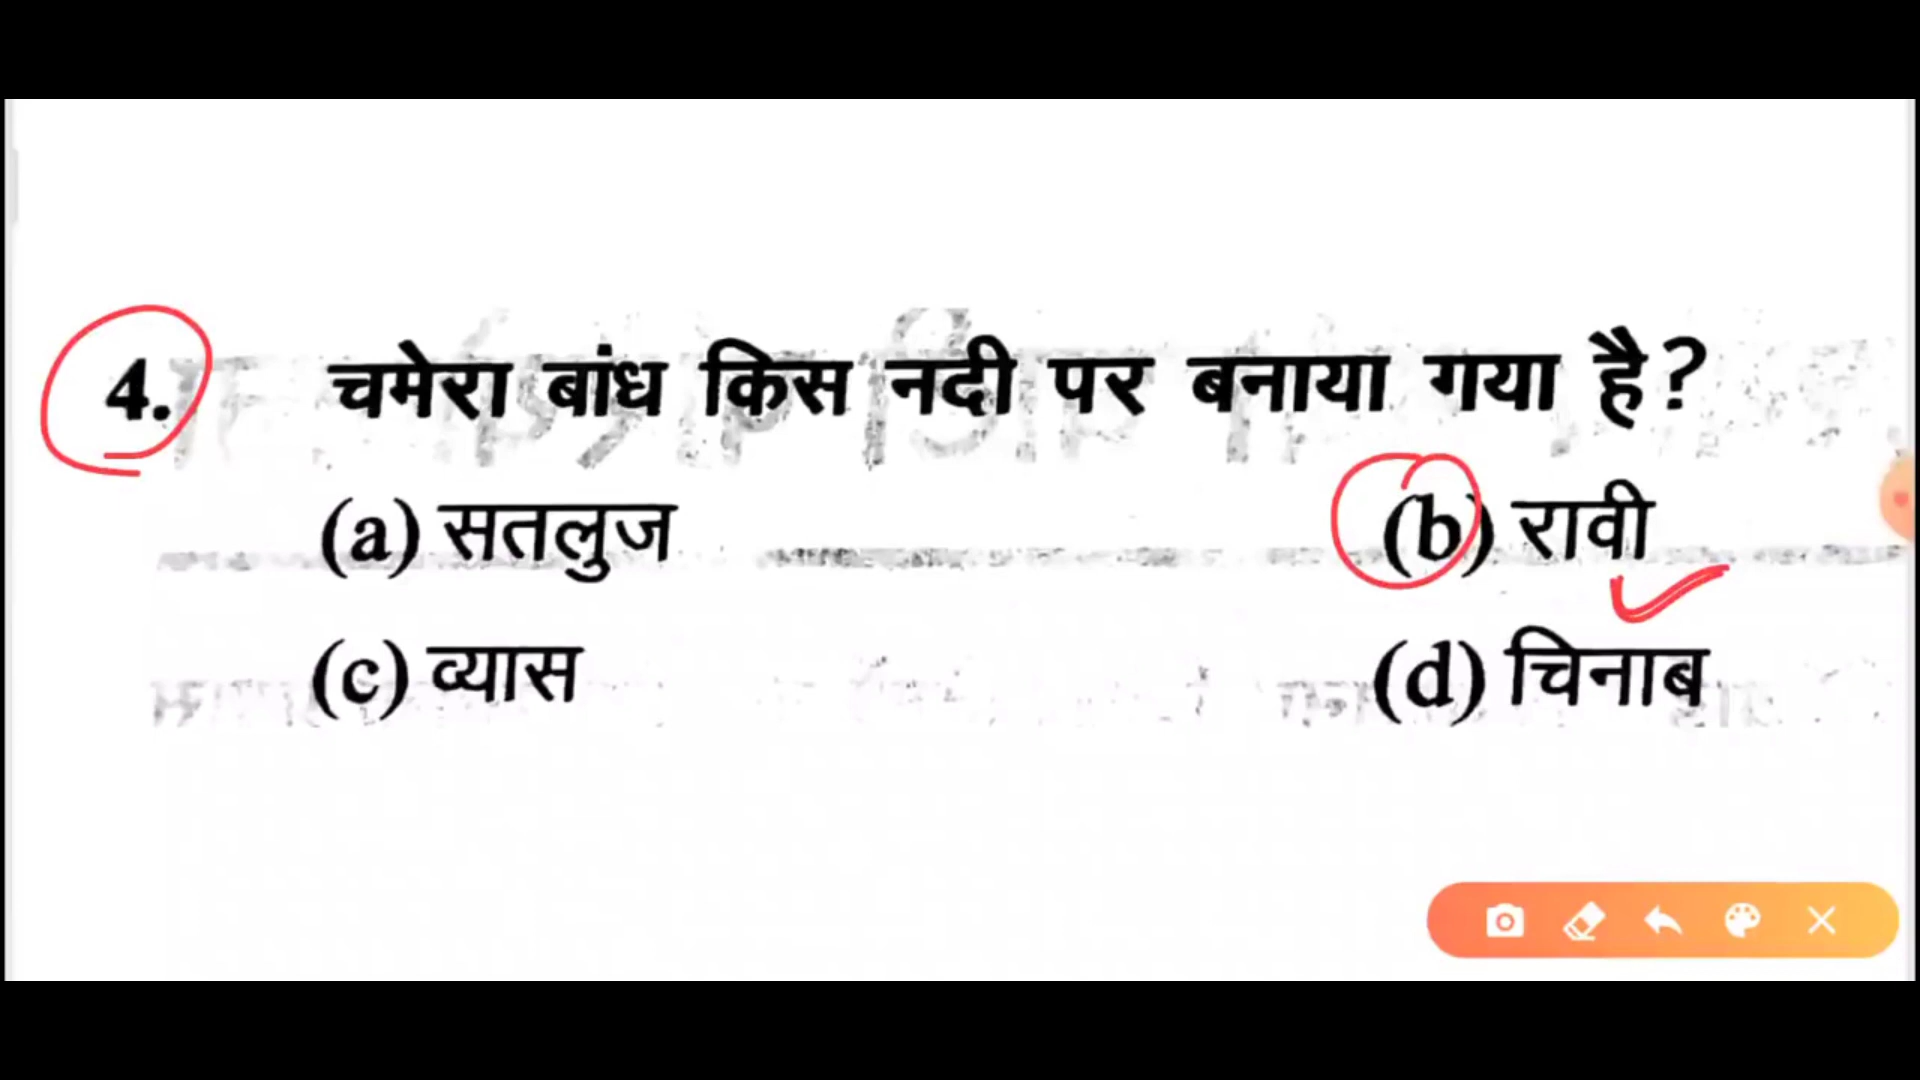 4. चमेरा बांध किस नदी पर बनाया गया है?
(a) सतलुज (b) रावी
(c) व्यास (d) चिनाब